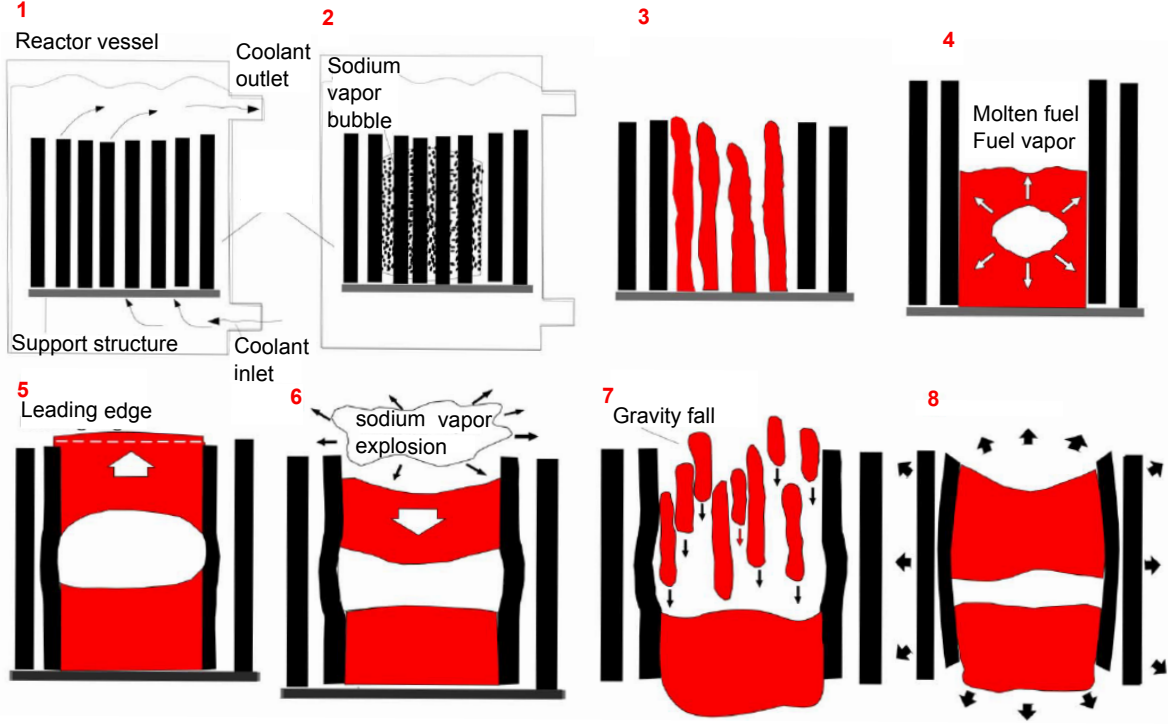 1
Reactor vessel
Coolant
outlet
Support structure
Coolant
inlet
2
Sodium
vapor
bubble
3
4
Molten fuel
Fuel vapor
5
Leading edge
6
sodium vapor
explosion
7
Gravity fall
8